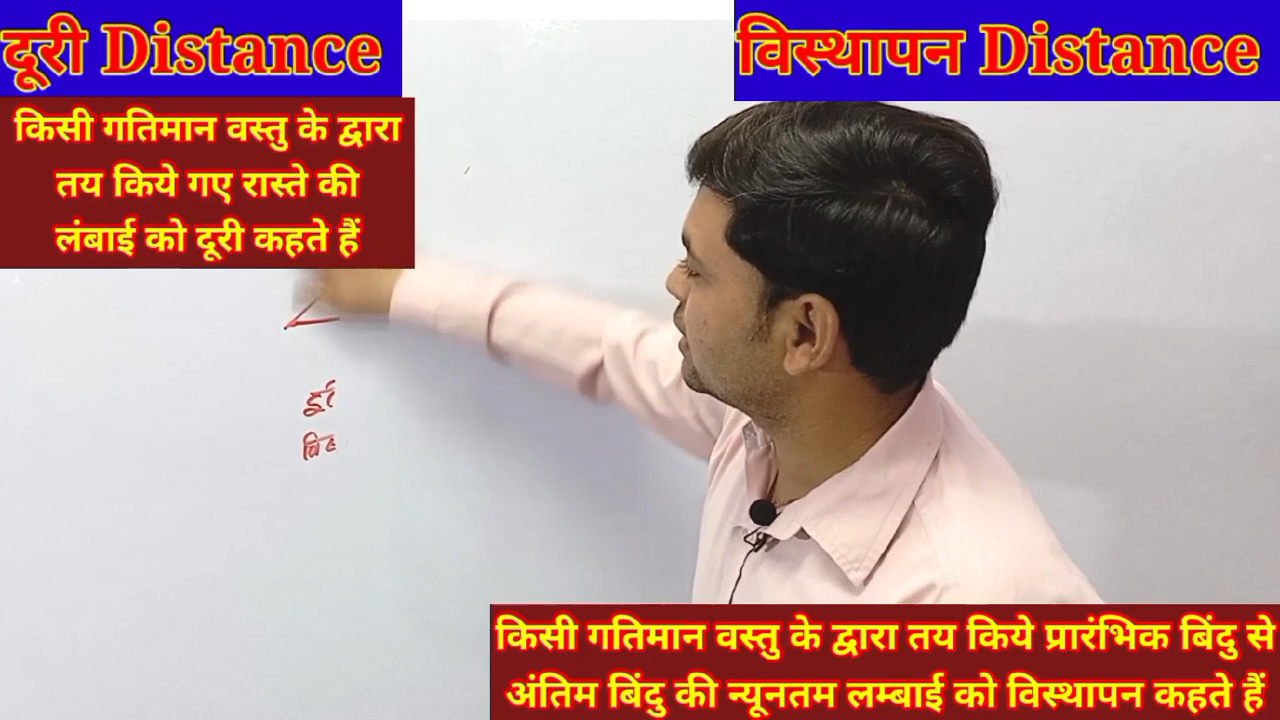 दूरी Distance
विस्थापन Distance
किसी गतिमान वस्तु के द्वारा
तय किये गए रास्ते की
लंबाई को दूरी कहते हैं
किसी गतिमान वस्तु के द्वारा तय किये प्रारंभिक बिंदु से
अंतिम बिंदु की न्यूनतम लम्बाई को विस्थापन कहते हैं